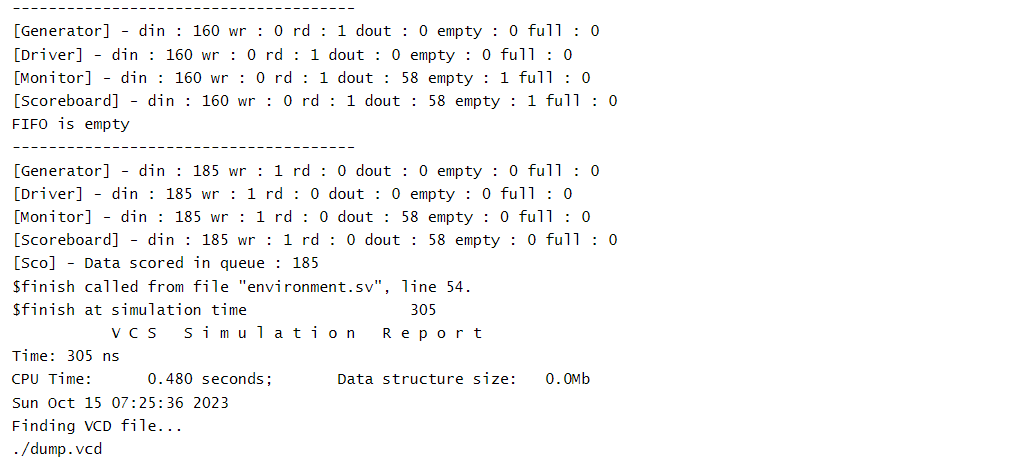 --------------------------------------
[Generator] - din : 160 wr : 0 rd : 1 dout : 0 empty : 0 full : 0
[Driver] - din : 160 wr : 0 rd : 1 dout : 0 empty : 0 full : 0
[Monitor] - din : 160 wr : 0 rd : 1 dout : 58 empty : 1 full : 0
[Scoreboard] - din : 160 wr : 0 rd : 1 dout : 58 empty : 1 full : 0
FIFO is empty
--------------------------------------
[Generator] - din : 185 wr : 1 rd : 0 dout : 0 empty : 0 full : 0
[Driver] - din : 185 wr : 1 rd : 0 dout : 0 empty : 0 full : 0
[Monitor] - din : 185 wr : 1 rd : 0 dout : 58 empty : 0 full : 0
[Scoreboard] - din : 185 wr : 1 rd : 0 dout : 58 empty : 0 full : 0
[Sco] - Data scored in queue : 185
$finish called from file "environment.sv", line 54.
$finish at simulation time                  305
           V C S   S i m u l a t i o n   R e p o r t
Time: 305 ns
CPU Time:      0.480 seconds;       Data structure size:   0.0Mb
Sun Oct 15 07:25:36 2023
Finding VCD file...
./dump.vcd